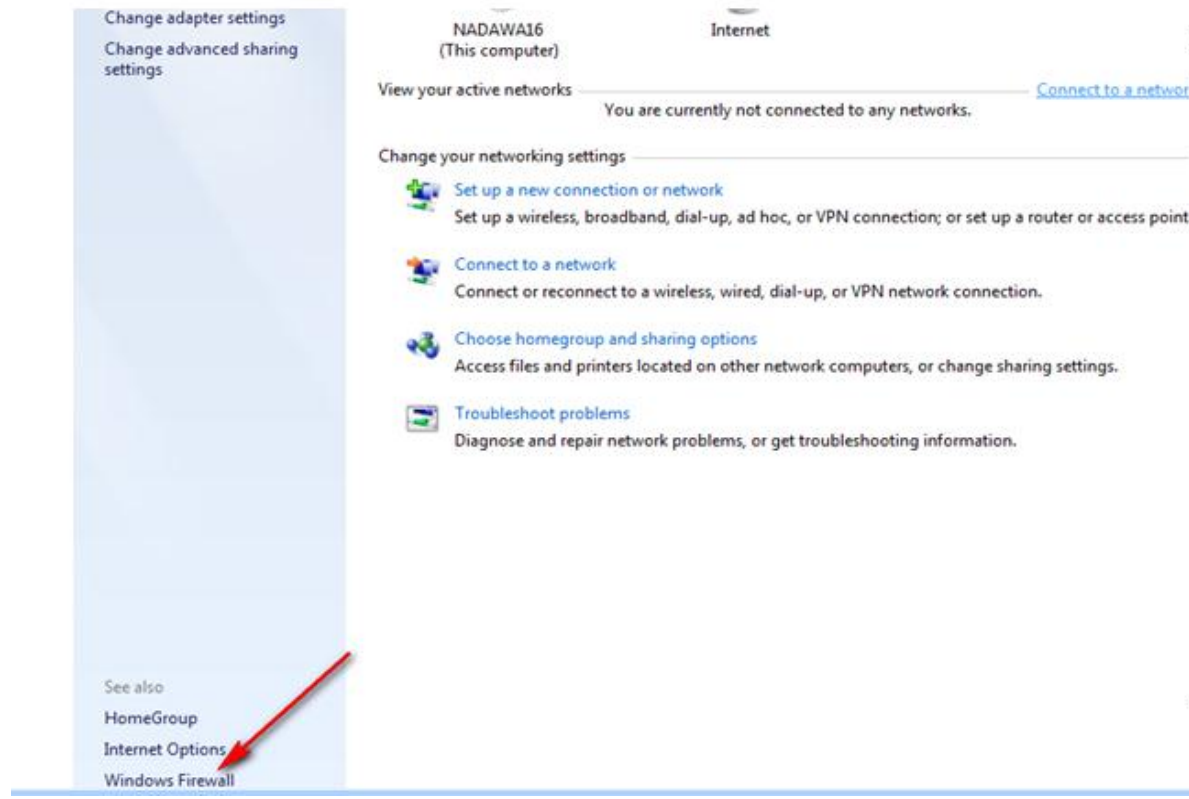 Change adapter settings
Change advanced sharing
settings
See also
HomeGroup
Internet Options
Windows Firewall
NADAWA16
(This computer)
Internet
View your active networks
Connect to a networ
You are currently not connected to any networks.
Change your networking settings
Set up a new connection or network
Set up a wireless, broadband, dial-up, ad hoc, or VPN connection; or set up a router or access point
Connect to a network
Connect or reconnect to a wireless, wired, dial-up, or VPN network connection.
Choose homegroup and sharing options
Access files and printers located on other network computers, or change sharing settings.
Troubleshoot problems
Diagnose and repair network problems, or get troubleshooting information.